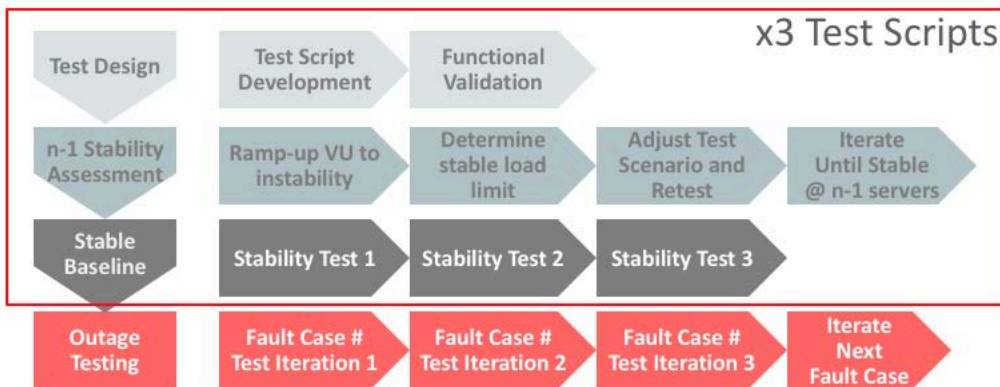 x3 Test Scripts
Test Design
Test Script
Development
Functional
Validation
n-1 Stability
Assessment
Ramp-up VU to
instability
Determine
stable load
limit
Adjust Test
Scenario and
Retest
Iterate
Until Stable
@ n-1 servers
Stable
Baseline
Stability Test 1
Stability Test 2
Stability Test 3
Outage
Testing
Fault Case #
Test Iteration 1
Fault Case #
Test Iteration 2
Fault Case #
Test Iteration 3
Iterate
Next
Fault Case